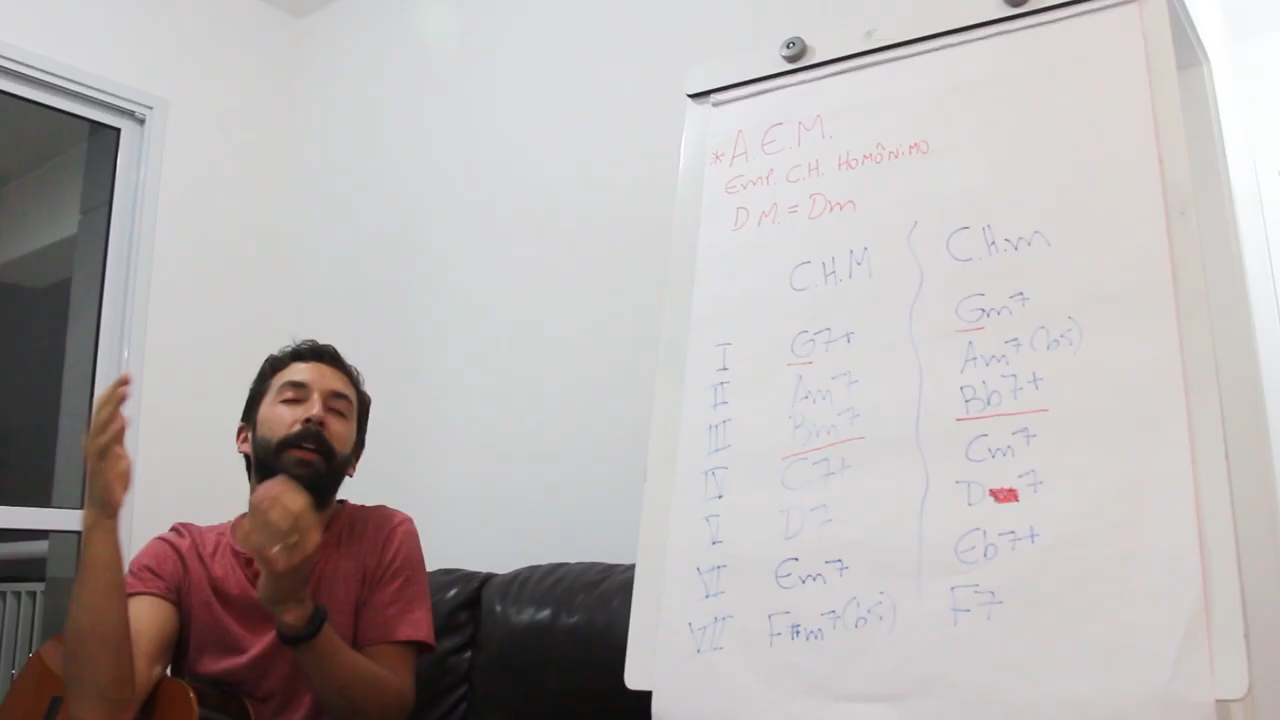 *A.E.M.
Emp. C.H. Homônimo
D M. = Dm
C.H.M C.H.m
I G7+ Gm7
II Am7 Am7(b5)
III Bm7 Bb7+
IV C7+ Cm7
V D7 D 7
VI Em7 Eb7+
VII F#m7(b5) F7